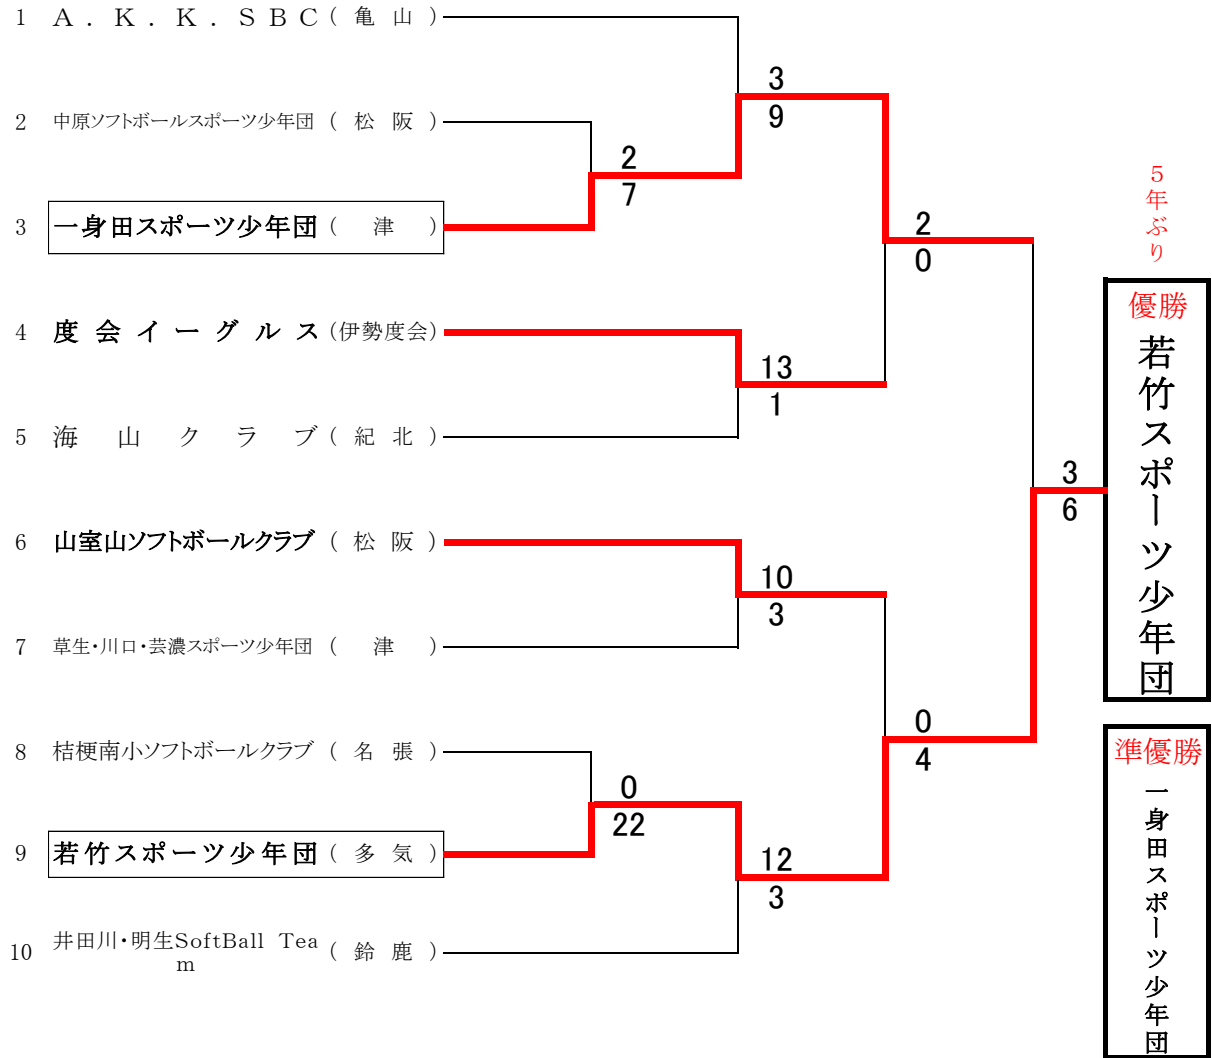 1 A．K．K．SBC(亀山)
3
9
2 中原ソフトボールスポーツ少年団(松阪)
2
7
3 一身田スポーツ少年団(津)
2
0
4 度会イーグルス(伊勢度会)
13
1
5 海山クラブ(紀北)
3
6
6 山室山ソフトボールクラブ(松阪)
10
3
7 草生・川口・芸濃スポーツ少年団(津)
0
4
8 桔梗南小ソフトボールクラブ(名張)
0
22
9 若竹スポーツ少年団(多気)
12
3
10 井田川・明生SoftBall Tea
m
(鈴鹿)
5年ぶり
優勝
若竹スポーツ少年団
準優勝
一身田スポーツ少年団